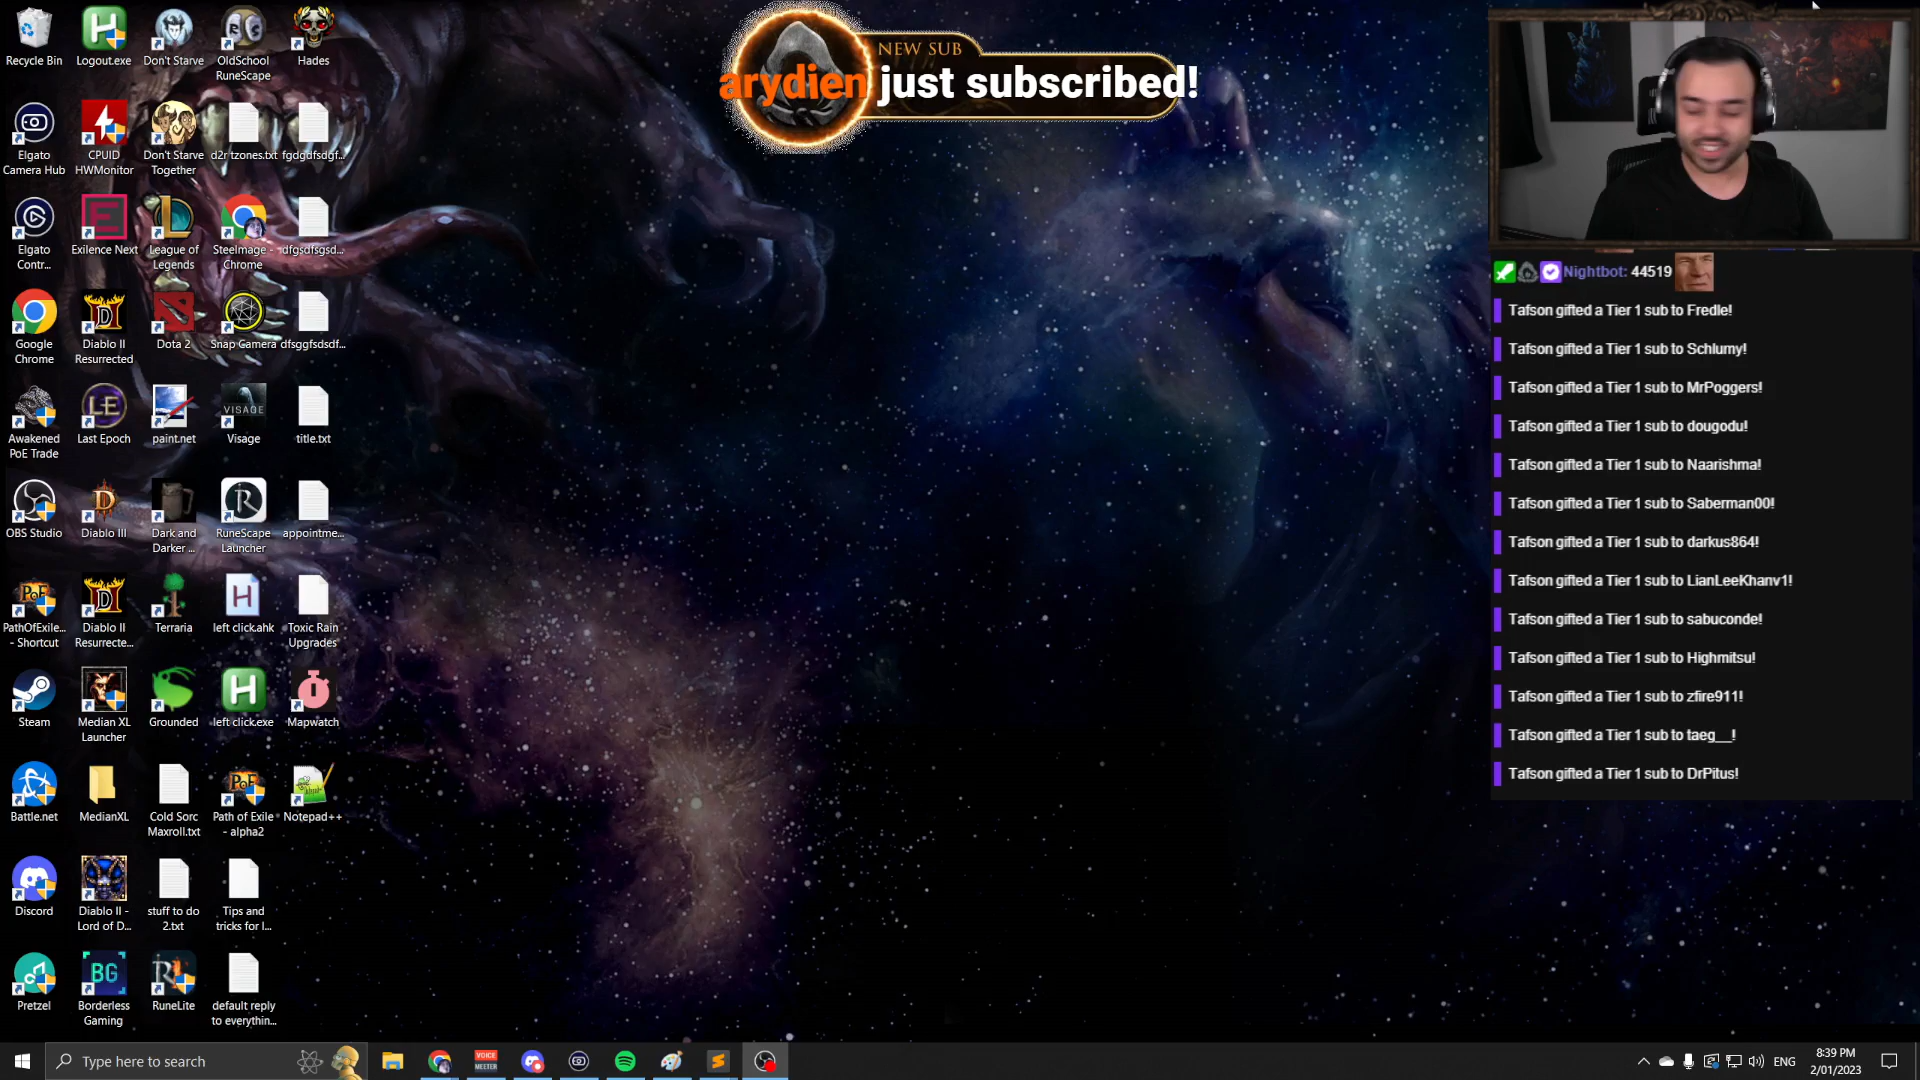 NEW SUB
arydien just subscribed!
Nightbot: 44519
Tafson gifted a Tier 1 sub to Fredle!
Tafson gifted a Tier 1 sub to Schlumy!
Tafson gifted a Tier 1 sub to MrPoggers!
Tafson gifted a Tier 1 sub to dougodu!
Tafson gifted a Tier 1 sub to Naarishma!
Tafson gifted a Tier 1 sub to Saberman00!
Tafson gifted a Tier 1 sub to darkus864!
Tafson gifted a Tier 1 sub to LianLeeKhanv1!
Tafson gifted a Tier 1 sub to sabuconde!
Tafson gifted a Tier 1 sub to Highmitsu!
Tafson gifted a Tier 1 sub to zfire911!
Tafson gifted a Tier 1 sub to taeg__!
Tafson gifted a Tier 1 sub to DrPitus!
Recycle Bin
Logout.exe
Don't Starve
OldSchool
RuneScape
Hades
Elgato
Camera Hub
CPUID
HWMonitor
Don't Starve
Together
d2r tzones.txt
fgdgdfsdgf...
Elgato
Contr...
Exilence Next
League of
Legends
Steelmage -
Chrome
dfgsdfsgsd...
Google
Chrome
Diablo II
Resurrected
Dota 2
Snap Camera
dfsggfsdsdf...
Awakened
PoE Trade
LE
Last Epoch
paint.net
VISAGE
Visage
title.txt
OBS Studio
Diablo III
Dark and
Darker ...
RuneScape
Launcher
appointme...
PathOfExile...
- Shortcut
Diablo II
Resurrecte...
Terraria
left click.ahk
Toxic Rain
Upgrades
Steam
Median XL
Launcher
Grounded
left click.exe
Mapwatch
Battle.net
MedianXL
Cold Sorc
Maxroll.txt
Path of Exile
- alpha2
Notepad++
Discord
Diablo II -
Lord of D...
stuff to do
2.txt
Tips and
tricks for l...
Pretzel
BG
Borderless
Gaming
RuneLite
default reply
to everythin...
Type here to search
VOICE
MEETER
ENG
8:39 PM
2/01/2023